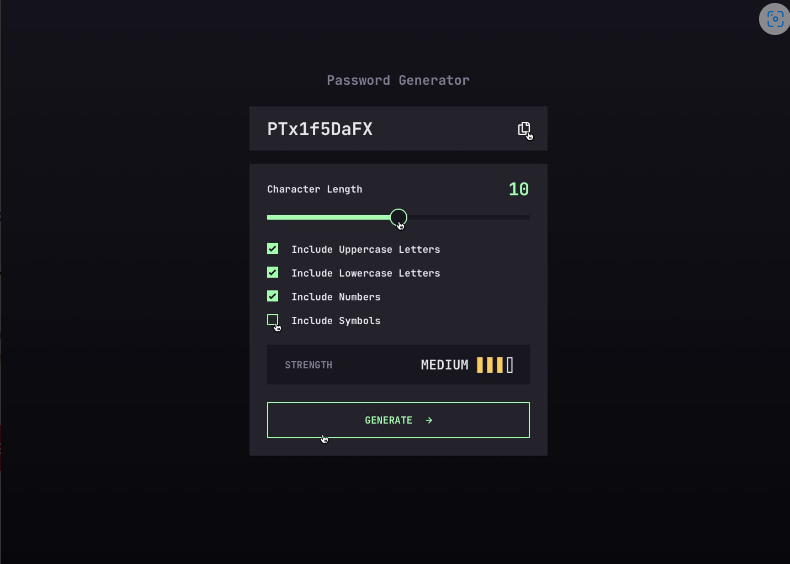 Password Generator
PTx1f5DaFX
Character Length 10
Include Uppercase Letters
Include Lowercase Letters
Include Numbers
Include Symbols
STRENGTH MEDIUM
GENERATE →